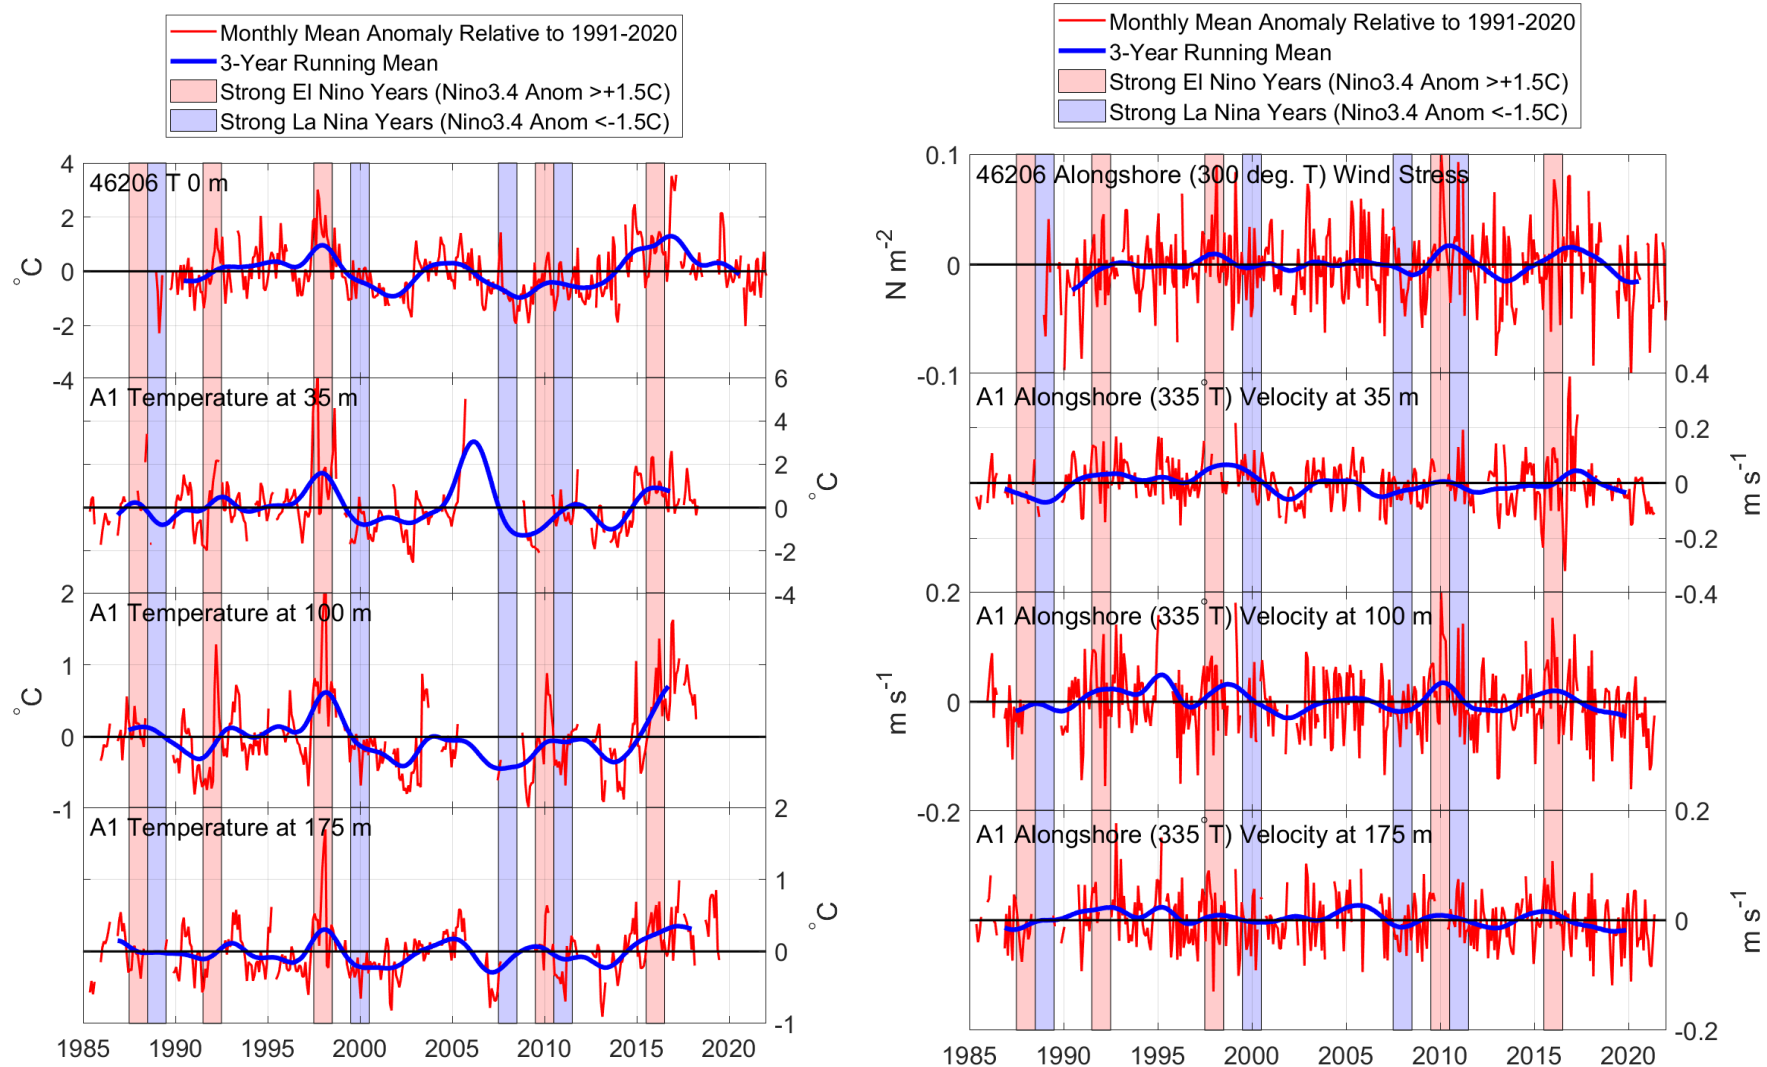 Monthly Mean Anomaly Relative to 1991-2020
3-Year Running Mean
Strong El Nino Years (Nino3.4 Anom >+1.5C)
Strong La Nina Years (Nino3.4 Anom <-1.5C)
46206 T 0 m
4
2
0
-2
-4
°C
A1 Temperature at 35 m
6
4
2
0
-2
-4
°C
A1 Temperature at 100 m
2
1
0
-1
°C
A1 Temperature at 175 m
2
1
0
-1
°C
1985 1990 1995 2000 2005 2010 2015 2020
Monthly Mean Anomaly Relative to 1991-2020
3-Year Running Mean
Strong El Nino Years (Nino3.4 Anom >+1.5C)
Strong La Nina Years (Nino3.4 Anom <-1.5C)
46206 Alongshore (300 deg. T) Wind Stress
0.1
0
-0.1
N m-2
A1 Alongshore (335°T) Velocity at 35 m
0.4
0.2
0
-0.2
-0.4
m s-1
A1 Alongshore (335°T) Velocity at 100 m
0.2
0
-0.2
m s-1
A1 Alongshore (335°T) Velocity at 175 m
0.2
0
-0.2
m s-1
1985 1990 1995 2000 2005 2010 2015 2020